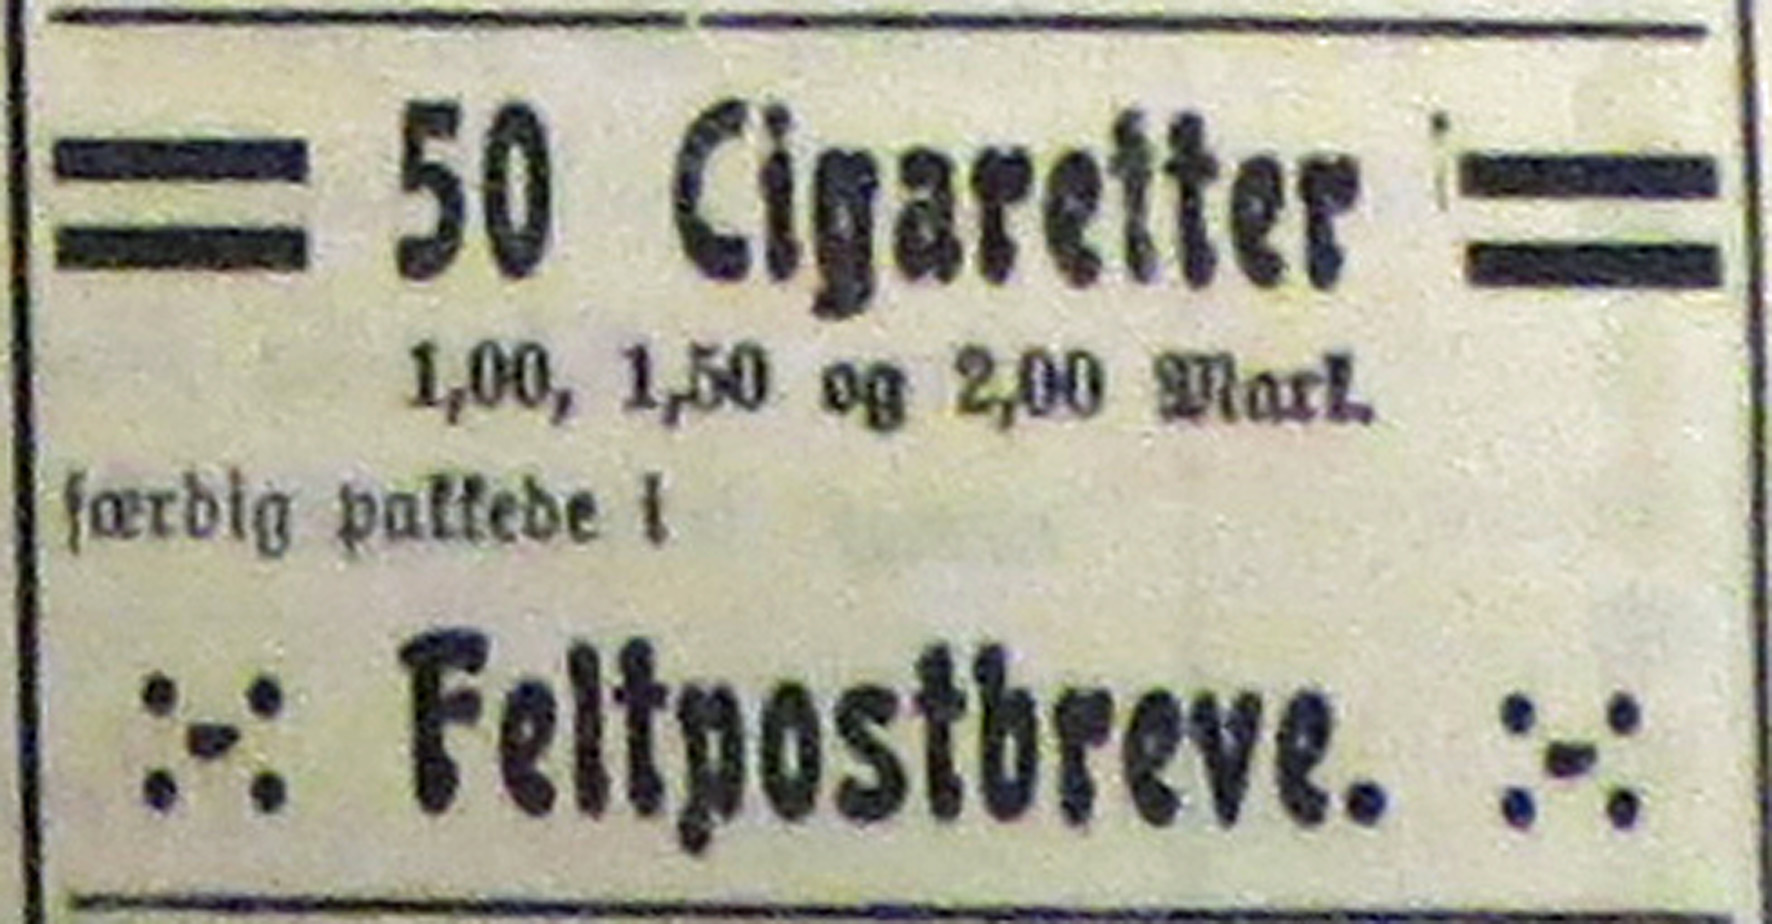 50 Cigaretter
1,00, 1,50 og 2,00 Mark.
færdig pakkede i
Feltpostbreve.